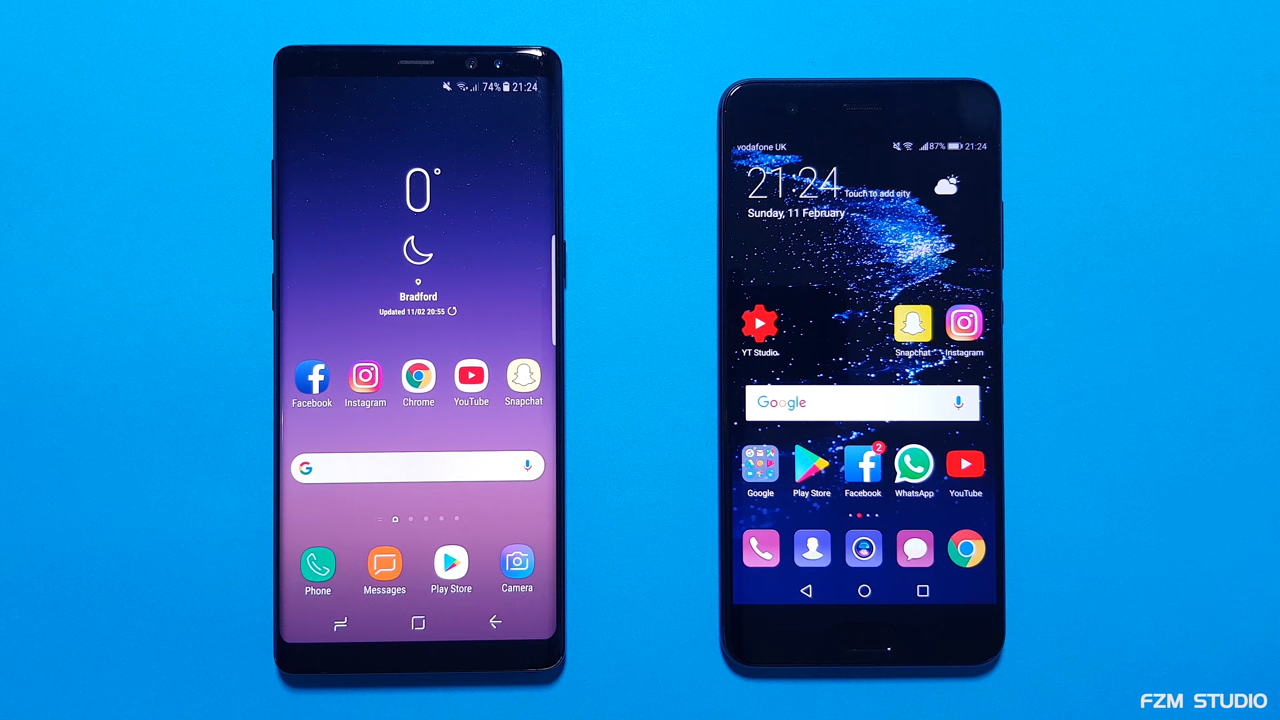 74% 21:24
0°
Bradford
Updated 11/02 20:55
Facebook
Instagram
Chrome
YouTube
Snapchat
G
Phone
Messages
Play Store
Camera
vodafone UK
87% 21:24
21:24
Touch to add city
Sunday, 11 February
YT Studio
Snapchat
Instagram
Google
2
Google
Play Store
Facebook
WhatsApp
YouTube
FZM STUDIO